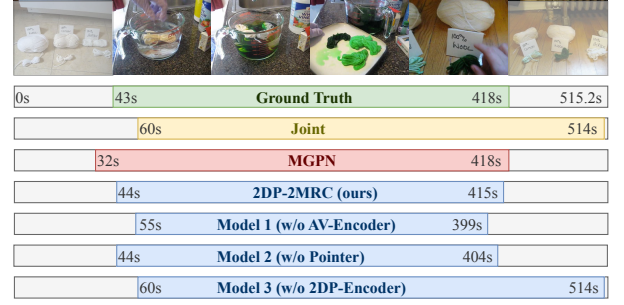 100%
0s 43s Ground Truth 418s 515.2s
60s Joint 514s
32s MGPN 418s
44s 2DP-2MRC (ours) 415s
55s Model 1 (w/o AV-Encoder) 399s
44s Model 2 (w/o Pointer) 404s
60s Model 3 (w/o 2DP-Encoder) 514s